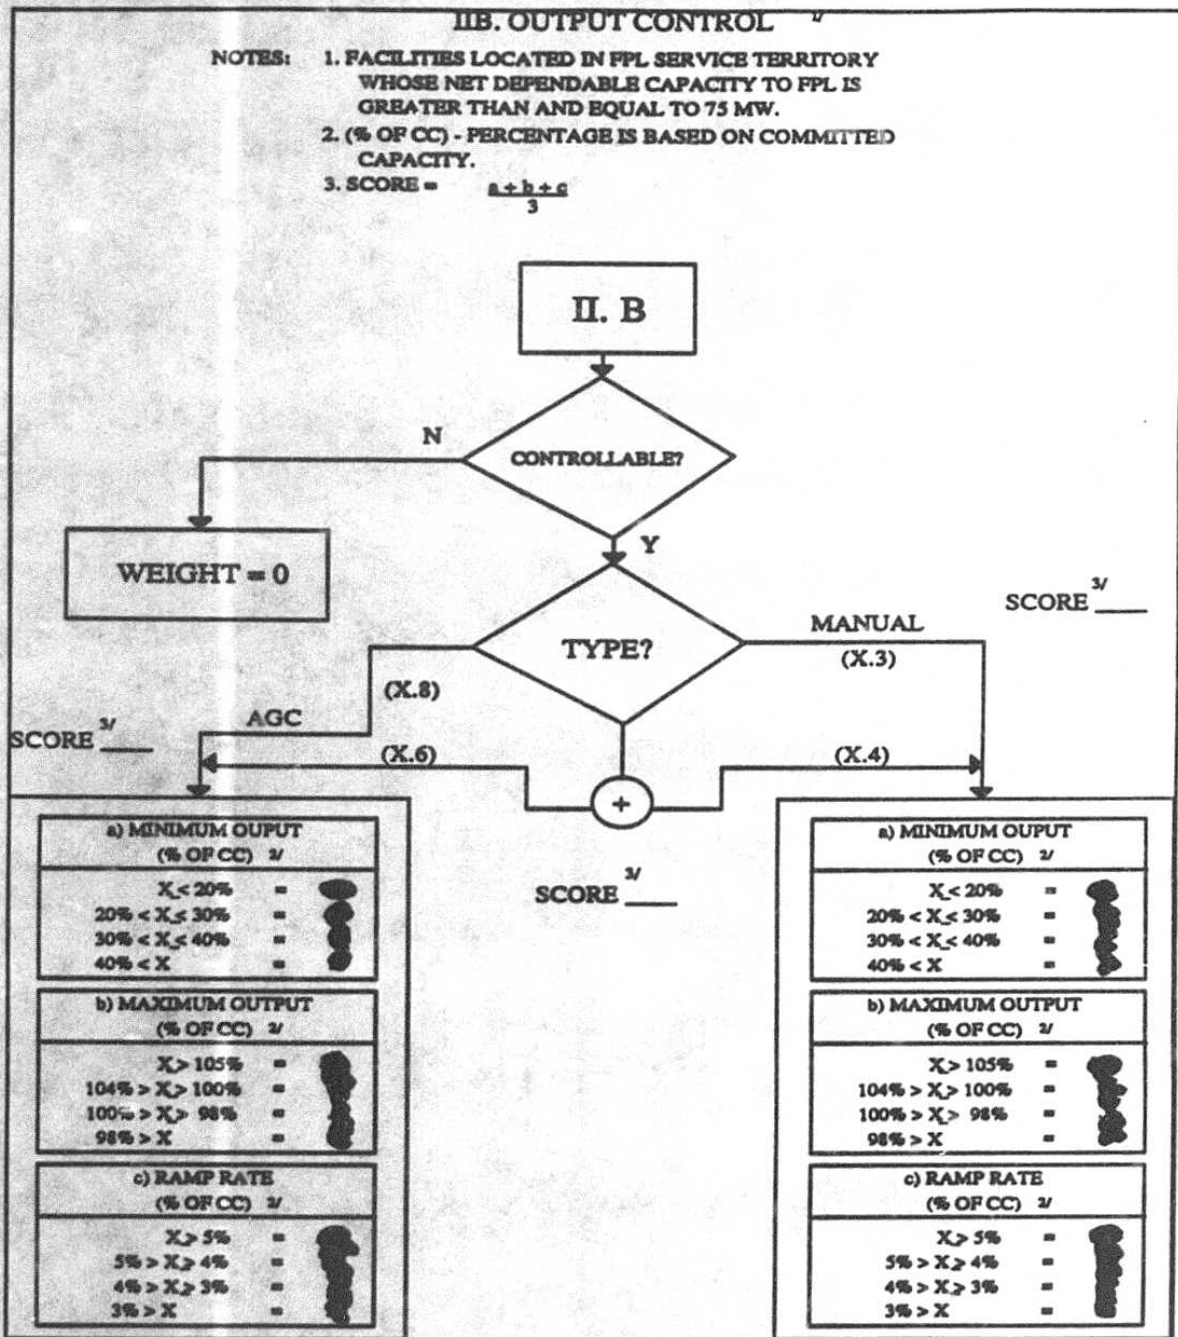 IIB. OUTPUT CONTROL 1/
NOTES: 1. FACILITIES LOCATED IN FPL SERVICE TERRITORY
WHOSE NET DEPENDABLE CAPACITY TO FPL IS
GREATER THAN AND EQUAL TO 75 MW.
2. (% OF CC) - PERCENTAGE IS BASED ON COMMITTED
CAPACITY.
3. SCORE = a + b + c
3
II. B
N
CONTROLLABLE?
Y
WEIGHT = 0
SCORE 3/ ____
TYPE?
MANUAL
(X.3)
(X.8)
AGC
SCORE 3/ ____
(X.6)
(X.4)
+
SCORE 3/ ____
a) MINIMUM OUPUT
(% OF CC) 2/
X ≤ 20% =
20% < X ≤ 30% =
30% < X ≤ 40% =
40% < X =
b) MAXIMUM OUTPUT
(% OF CC) 2/
X ≥ 105% =
104% > X ≥ 100% =
100% > X ≥ 98% =
98% > X =
c) RAMP RATE
(% OF CC) 2/
X ≥ 5% =
5% > X ≥ 4% =
4% > X ≥ 3% =
3% > X =
a) MINIMUM OUPUT
(% OF CC) 2/
X ≤ 20% =
20% < X ≤ 30% =
30% < X ≤ 40% =
40% < X =
b) MAXIMUM OUTPUT
(% OF CC) 2/
X ≥ 105% =
104% > X ≥ 100% =
100% > X ≥ 98% =
98% > X =
c) RAMP RATE
(% OF CC) 2/
X ≥ 5% =
5% > X ≥ 4% =
4% > X ≥ 3% =
3% > X =